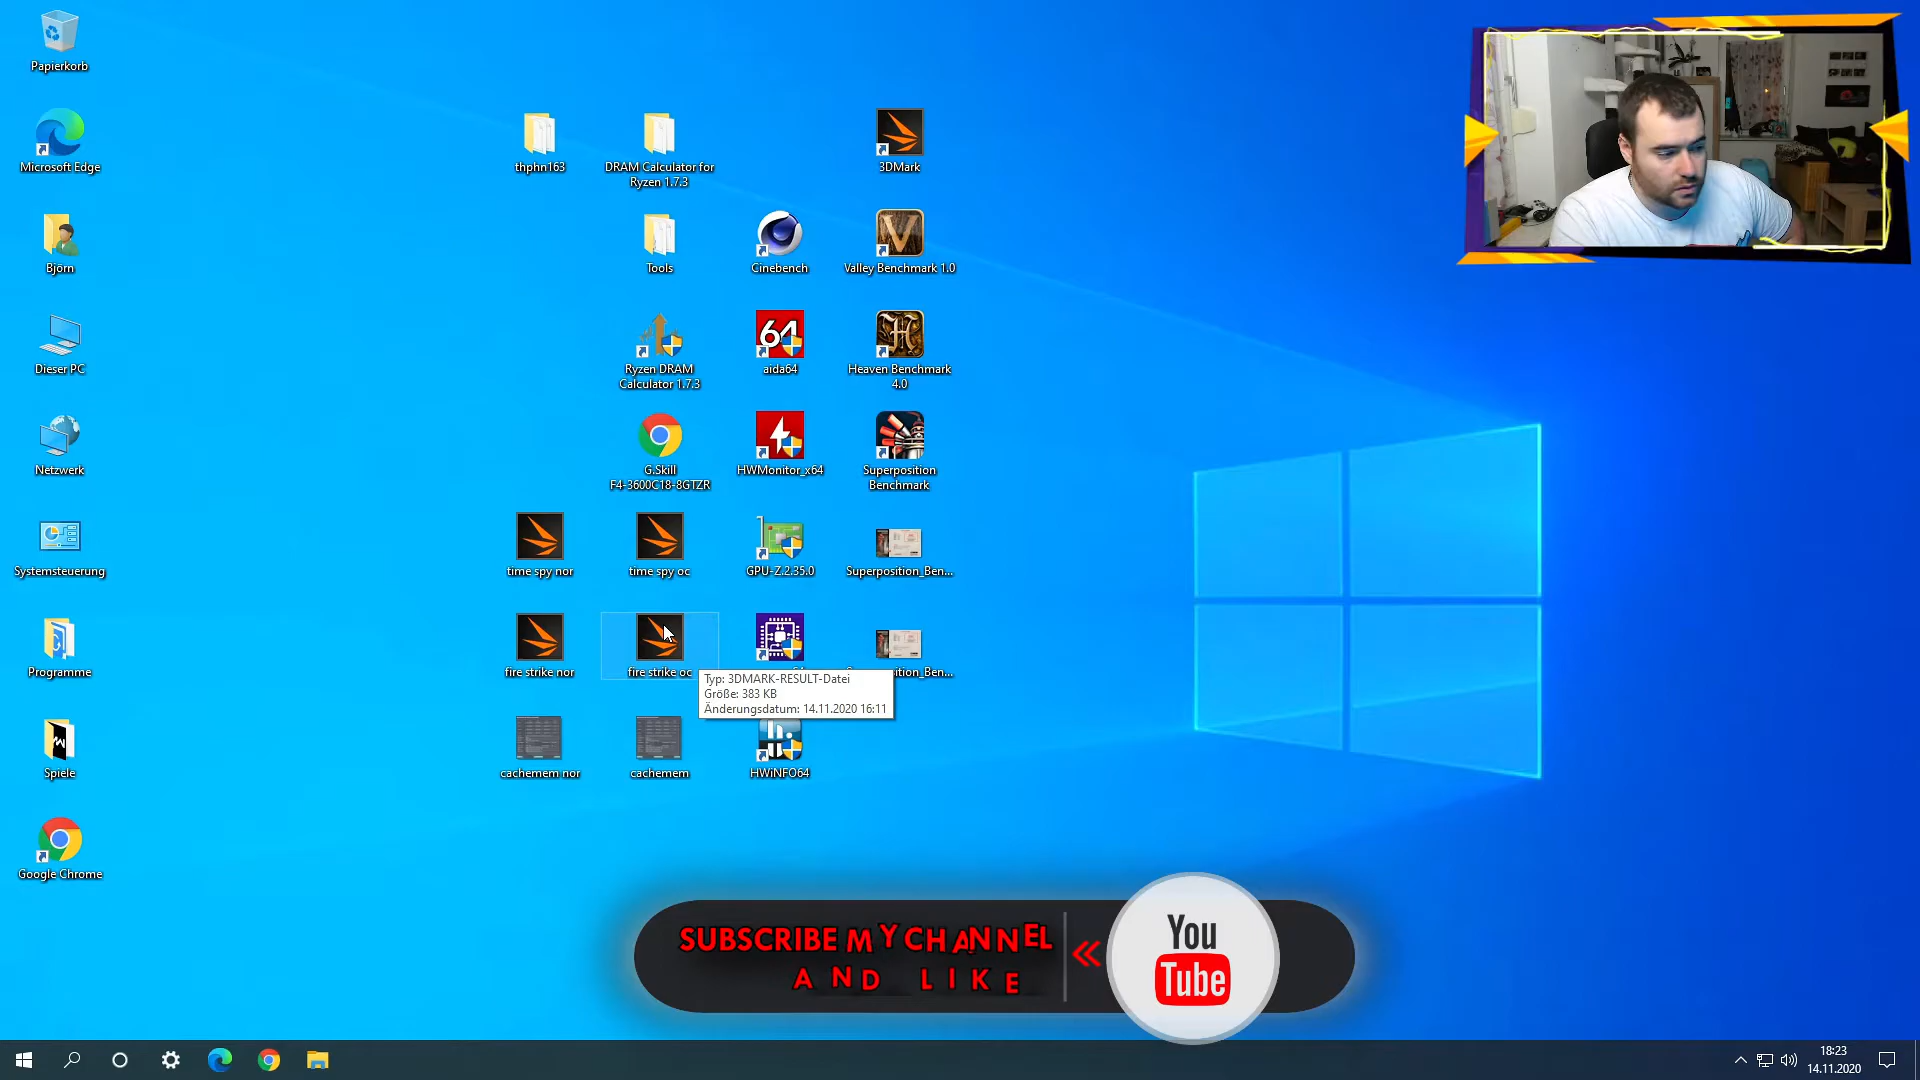 Papierkorb
Microsoft Edge
Björn
Dieser PC
Netzwerk
Systemsteuerung
Programme
Spiele
Google Chrome
thphn163
DRAM Calculator for
Ryzen 1.7.3
3DMark
Tools
Cinebench
Valley Benchmark 1.0
Ryzen DRAM
Calculator 1.7.3
64
aida64
Heaven Benchmark
4.0
G.Skill
F4-3600C18-8GTZR
HWMonitor_x64
Superposition
Benchmark
time spy nor
time spy oc
GPU-Z.2.35.0
Superposition_Ben...
fire strike nor
fire strike oc
Typ: 3DMARK-RESULT-Datei
Größe: 383 KB
Änderungsdatum: 14.11.2020 16:11
cachemem nor
cachemem
HWiNFO64
SUBSCRIBE MY CHANNEL
AND LIKE
You
Tube
18:23
14.11.2020